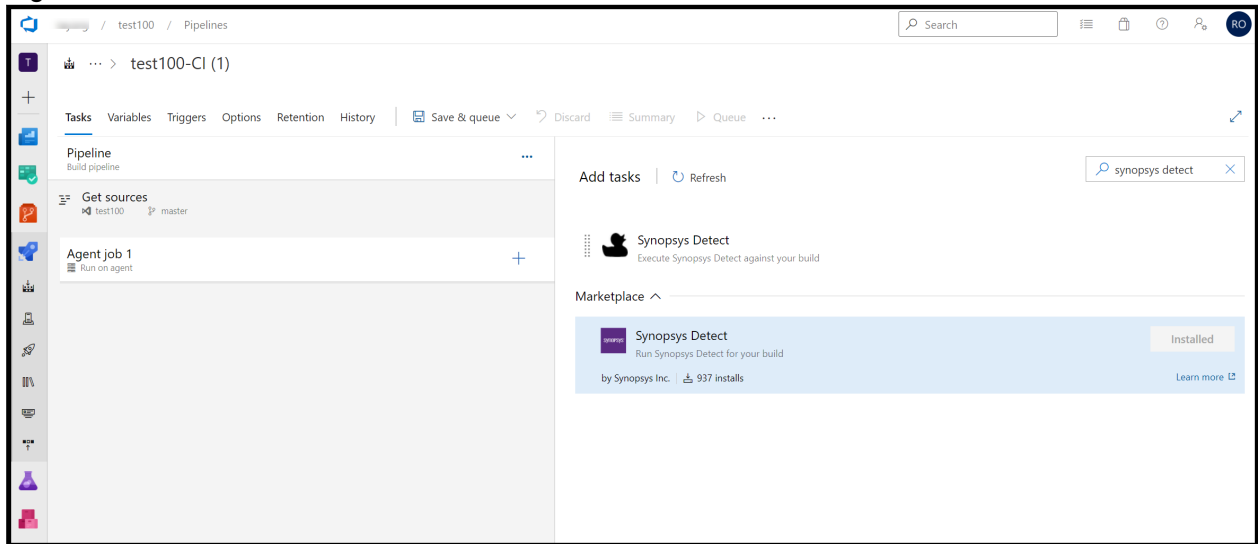 / test100 / Pipelines
Search
RO
T
··· > test100-CI (1)
Tasks Variables Triggers Options Retention History Save & queue Discard Summary Queue ...
Pipeline
Build pipeline
Get sources
test100 master
Agent job 1
Run on agent
Add tasks Refresh
synopsys detect
Synopsys Detect
Execute Synopsys Detect against your build
Marketplace
synopsys
Synopsys Detect
Run Synopsys Detect for your build
Installed
by Synopsys Inc. 937 installs
Learn more